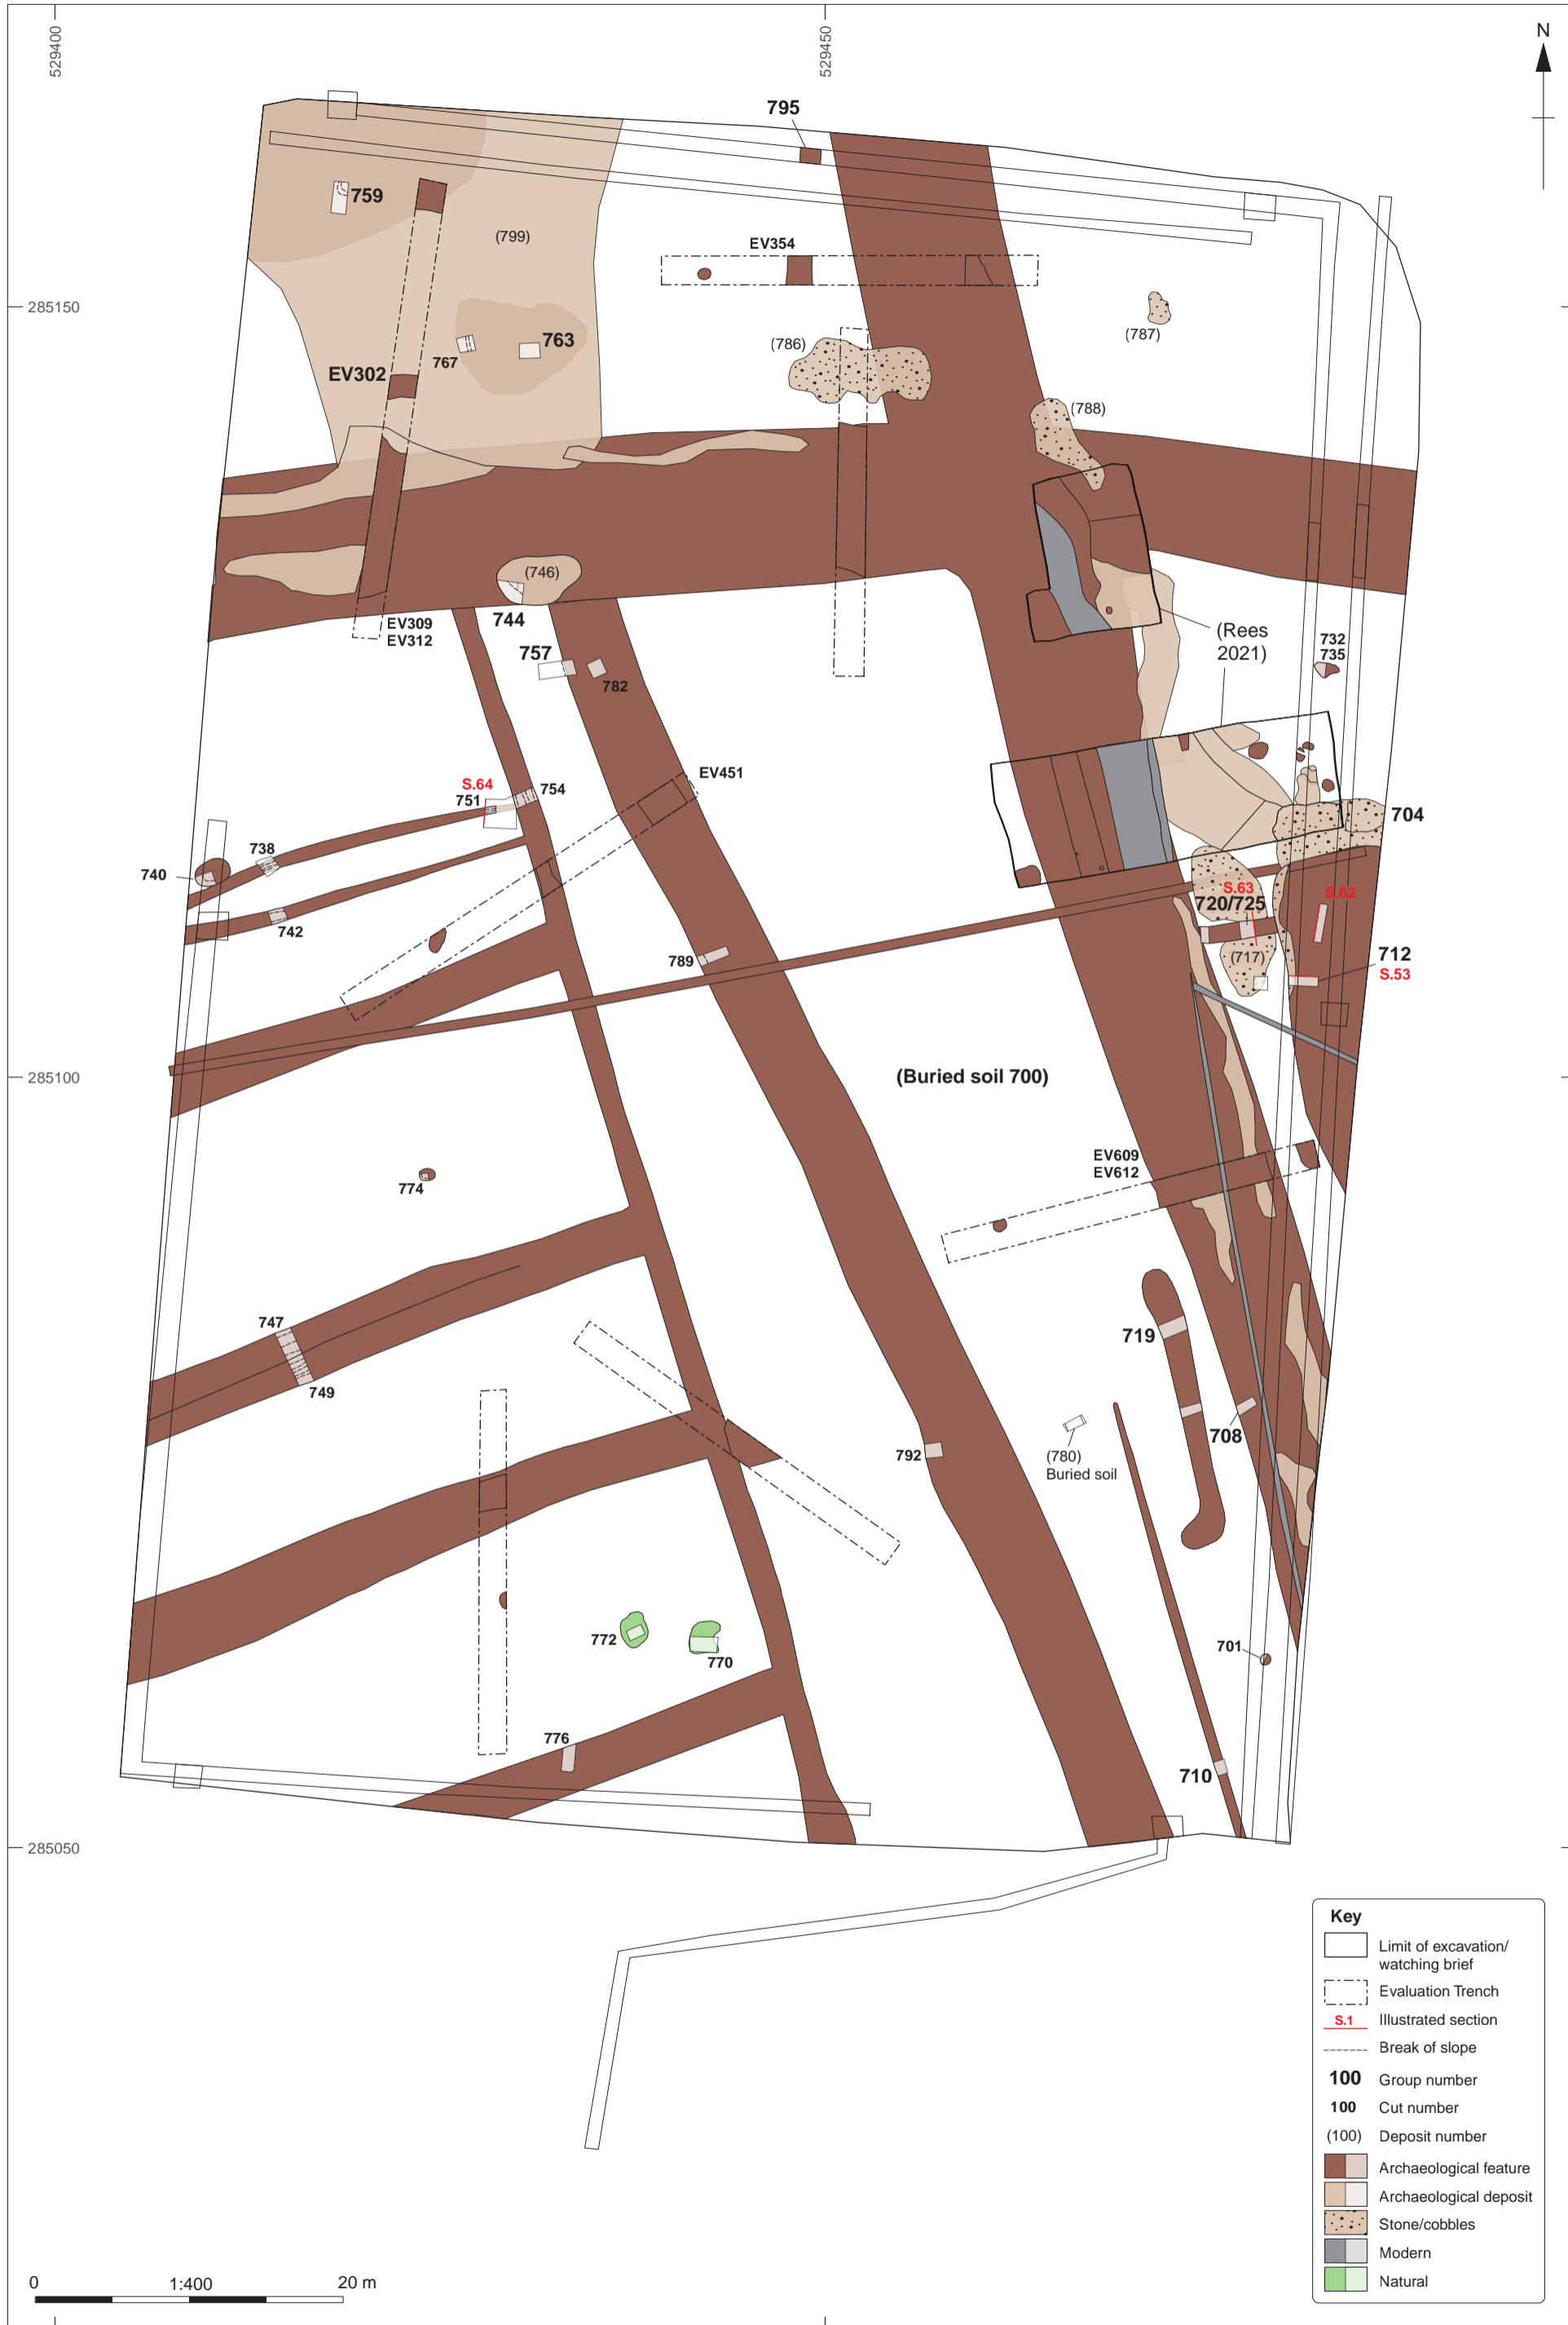 529400
529450
N
795
759
(799)
EV354
285150
(787)
(786)
763
767
EV302
(788)
(746)
744
EV309
EV312
757
782
(Rees
2021)
732
735
EV451
S.64
751
754
704
738
740
742
S.63
S.62
720/725
(717)
789
712
S.53
285100
(Buried soil 700)
EV609
EV612
774
747
719
749
708
792
(780)
Buried soil
772
770
701
776
710
285050
Key
Limit of excavation/
watching brief
Evaluation Trench
S.1 Illustrated section
Break of slope
100 Group number
100 Cut number
(100) Deposit number
Archaeological feature
Archaeological deposit
Stone/cobbles
Modern
Natural
0 1:400 20 m